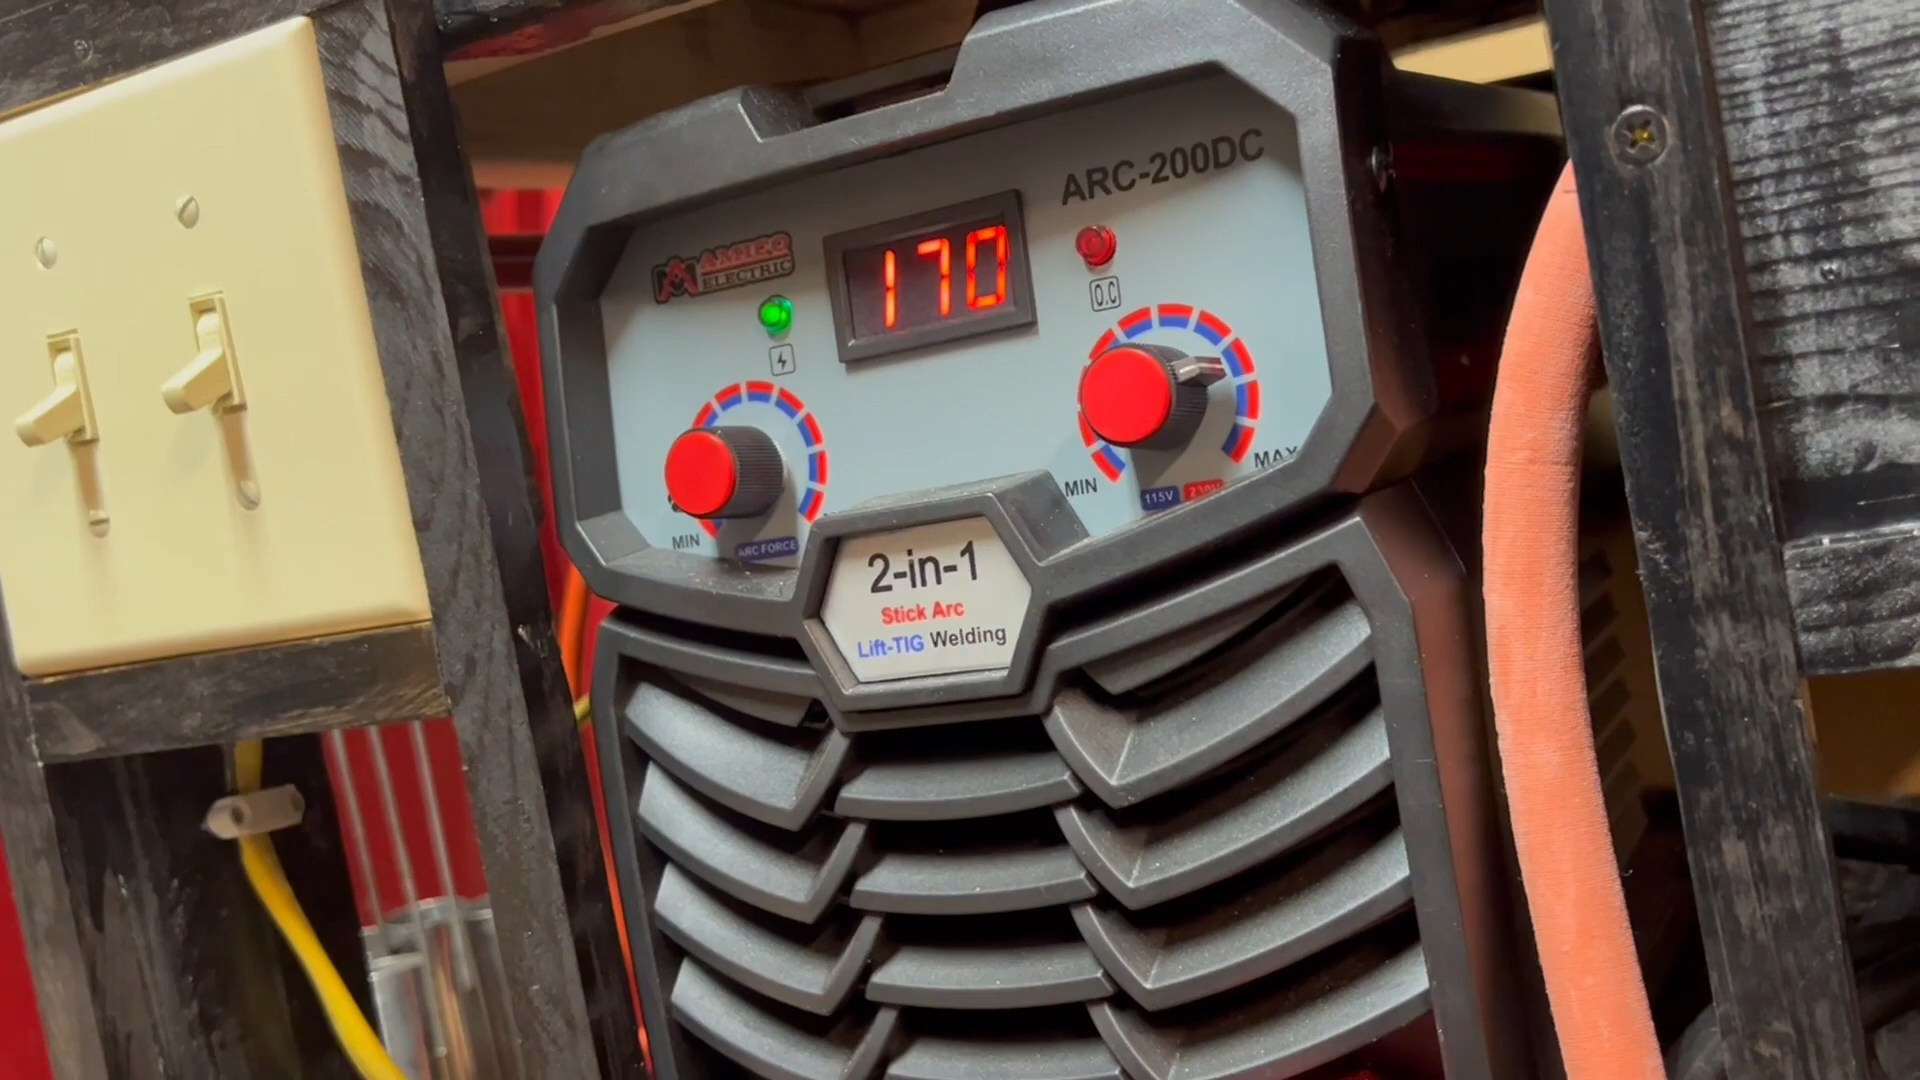 ARC-200DC
AMICO
ELECTRIC
170
O.C
MIN
MAX
115V 230V
MIN
ARC FORCE
2-in-1
Stick Arc
Lift-TIG Welding